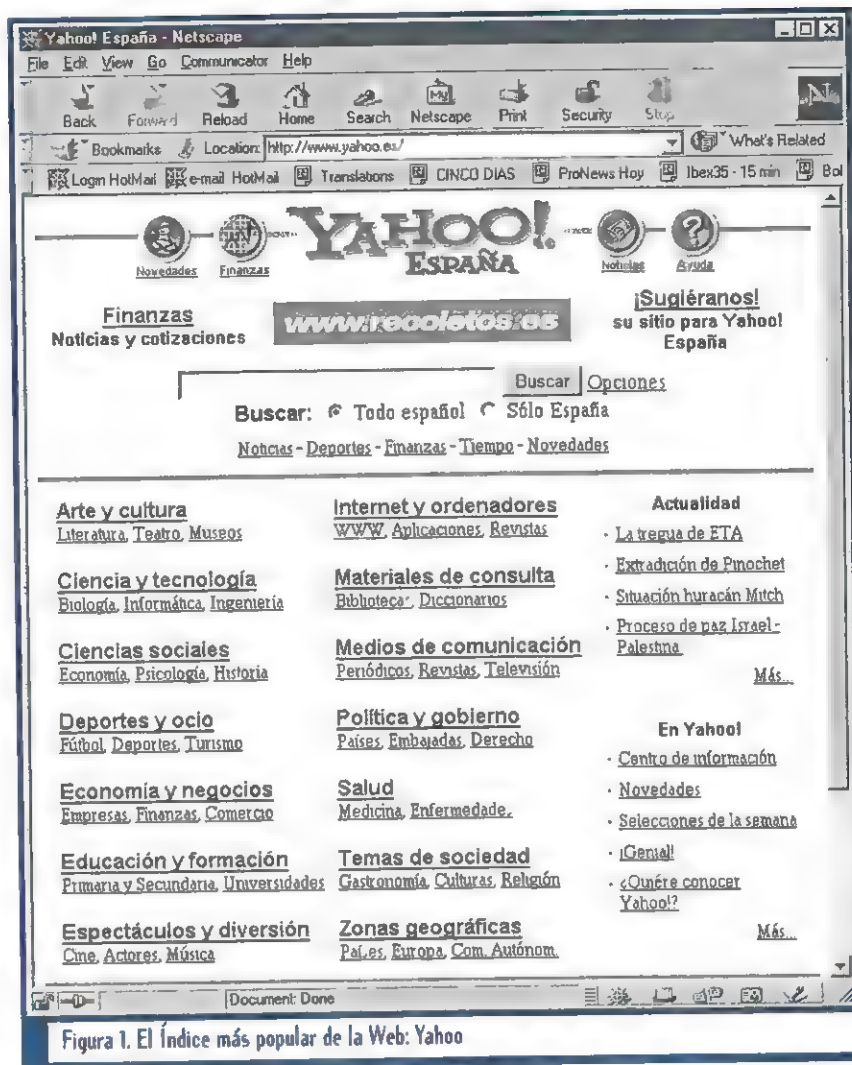 Yahoo! España - Netscape
File Edit View Go Communicator Help
Back Forward Reload Home Search Netscape Print Security Stop
Bookmarks Location: http://www.yahoo.es/ What's Related
Login HotMail e-mail HotMail Translations CINCO DIAS ProNews Hoy Ibex35 - 15 min Bol
YAHOO!
ESPAÑA
Novedades Finanzas Noticias Ayuda
Finanzas
Noticias y cotizaciones
www.recoletos.es
¡Sugiéranos!
su sitio para Yahoo!
España
Buscar Opciones
Buscar: Todo español Sólo España
Noticias - Deportes - Finanzas - Tiempo - Novedades
Arte y cultura
Literatura, Teatro, Museos
Ciencia y tecnología
Biología, Informática, Ingeniería
Ciencias sociales
Economía, Psicología, Historia
Deportes y ocio
Fútbol, Deportes, Turismo
Economía y negocios
Empresas, Finanzas, Comercio
Educación y formación
Primaria y Secundaria, Universidades
Espectáculos y diversión
Cine, Actores, Música
Internet y ordenadores
WWW, Aplicaciones, Revistas
Materiales de consulta
Bibliotecas, Diccionarios
Medios de comunicación
Periódicos, Revistas, Televisión
Política y gobierno
Países, Embajadas, Derecho
Salud
Medicina, Enfermedade,
Temas de sociedad
Gastronomía, Culturas, Religión
Zonas geográficas
Países, Europa, Com. Autónom.
Actualidad
· La tregua de ETA
· Extradición de Pinochet
· Situación huracán Mitch
· Proceso de paz Israel -
Palestina
Más...
En Yahoo!
· Centro de información
· Novedades
· Selecciones de la semana
· ¡Genial!
· ¿Quiere conocer
Yahoo!?
Más...
Document: Done
Figura 1. El Índice más popular de la Web: Yahoo